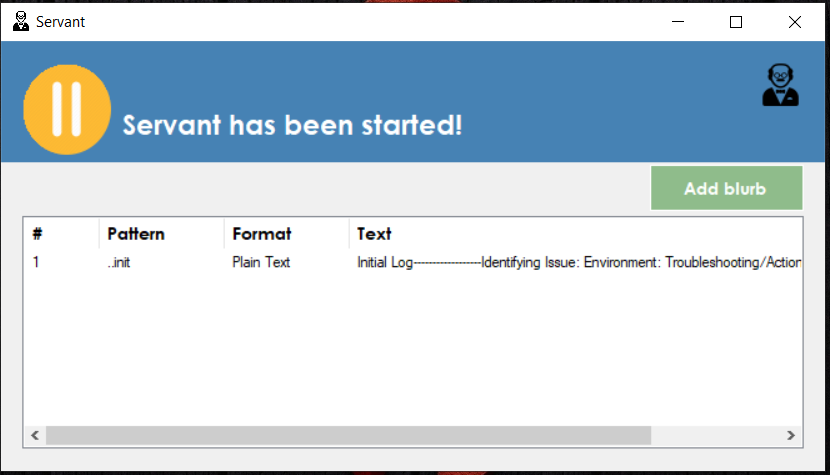 Servant
Servant has been started!
Add blurb
# Pattern Format Text
1 ..init Plain Text Initial Log------------------Identifying Issue: Environment: Troubleshooting/Action